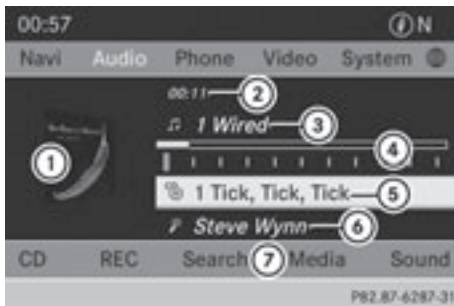 00:57 N
Navi Audio Phone Video System
00:11 2
1 Wired 3
1
4
1 Tick, Tick, Tick 5
Steve Wynn 6
CD REC Search 7 Media Sound
P82.87-6287-31